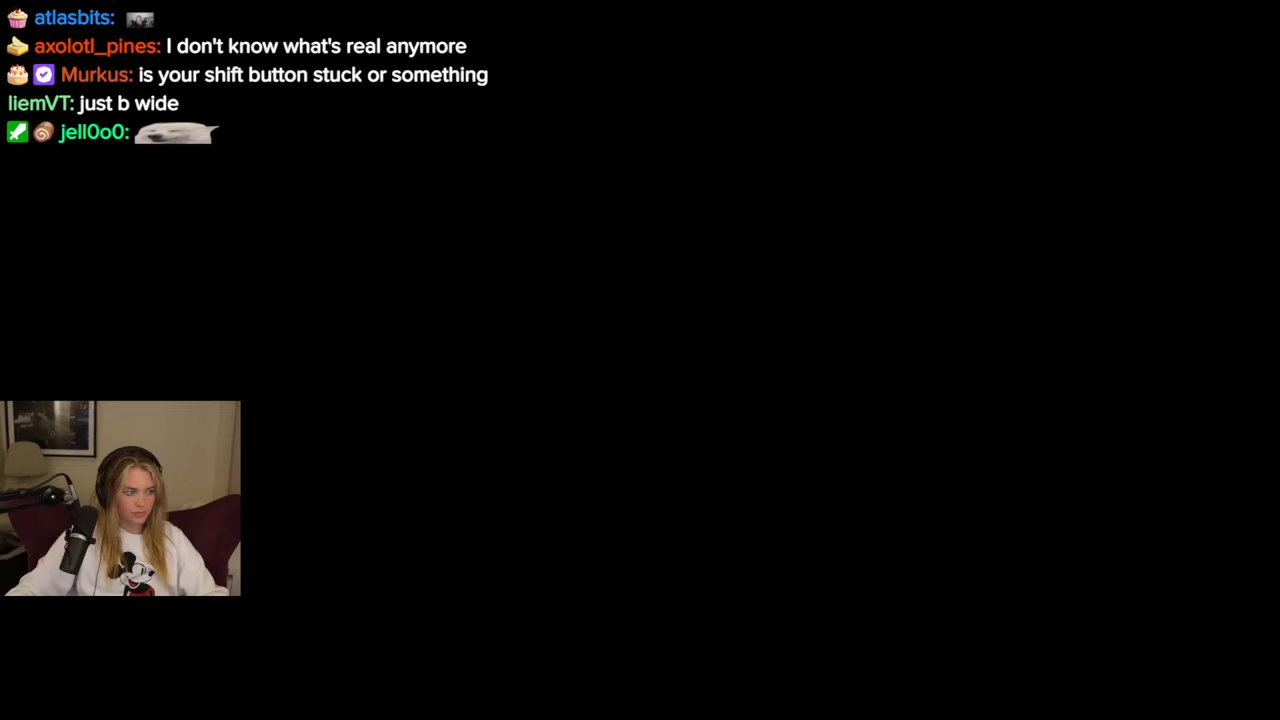 atlasbits:
axolotl_pines: I don't know what's real anymore
Murkus: is your shift button stuck or something
liemVT: just b wide
jell0o0: